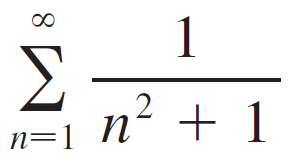 ∞
∑ 1 / (n² + 1)
n=1